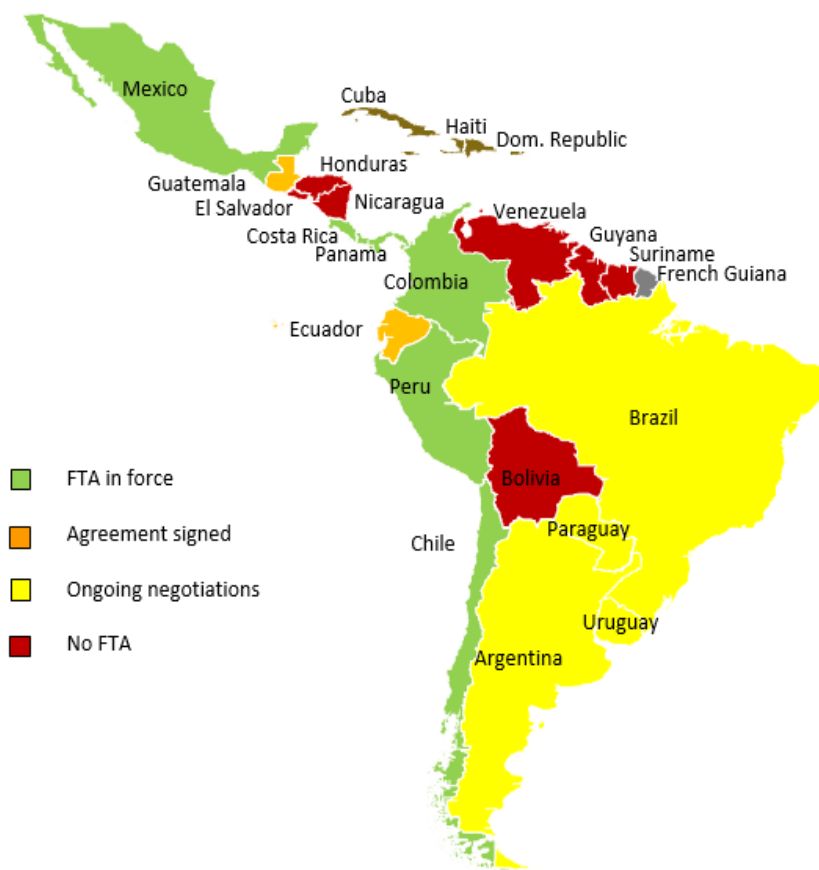 Mexico
Cuba
Haiti
Dom. Republic
Honduras
Guatemala
El Salvador
Nicaragua
Costa Rica
Panama
Venezuela
Guyana
Suriname
French Guiana
Colombia
Ecuador
Peru
Brazil
Bolivia
Paraguay
Chile
Uruguay
Argentina
FTA in force
Agreement signed
Ongoing negotiations
No FTA